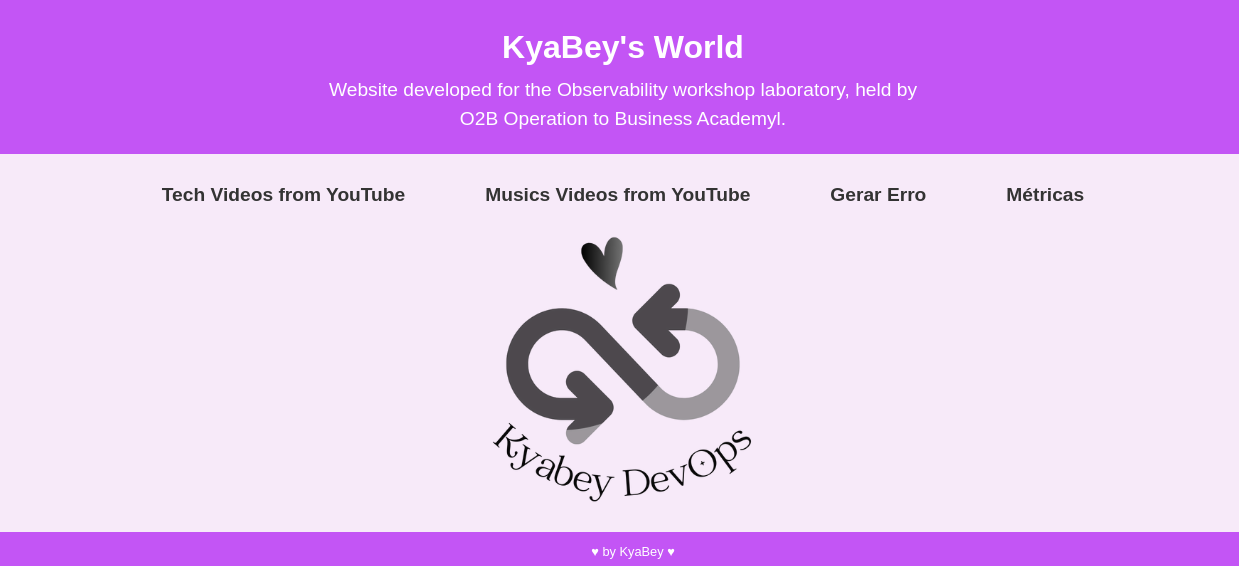 KyaBey's World
Website developed for the Observability workshop laboratory, held by
O2B Operation to Business Academyl.
Tech Videos from YouTube
Musics Videos from YouTube
Gerar Erro
Métricas
Kyabey DevOps
♥ by KyaBey ♥